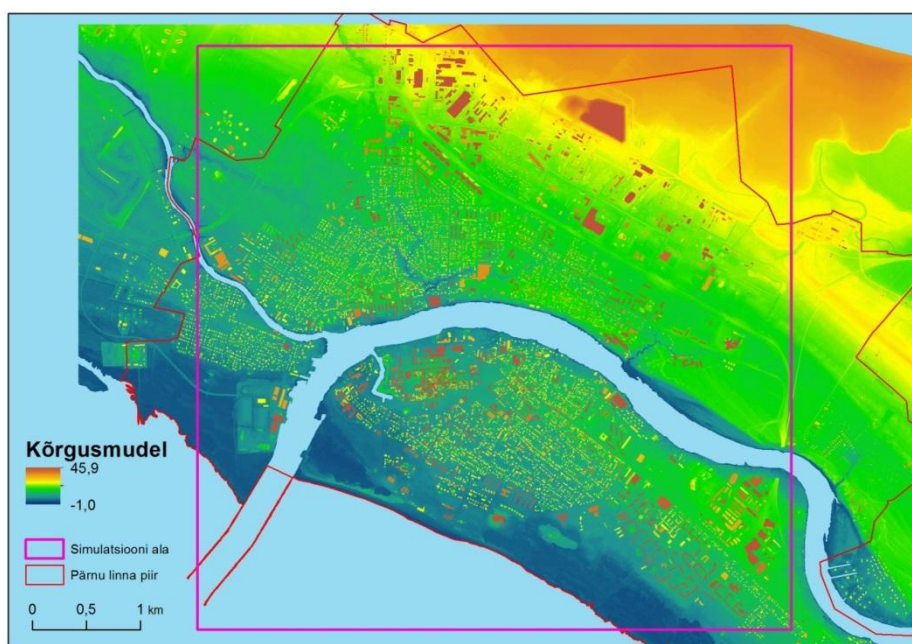 Kõrgusmudel
45,9
-1,0
Simulatsiooni ala
Pärnu linna piir
0 0,5 1 km